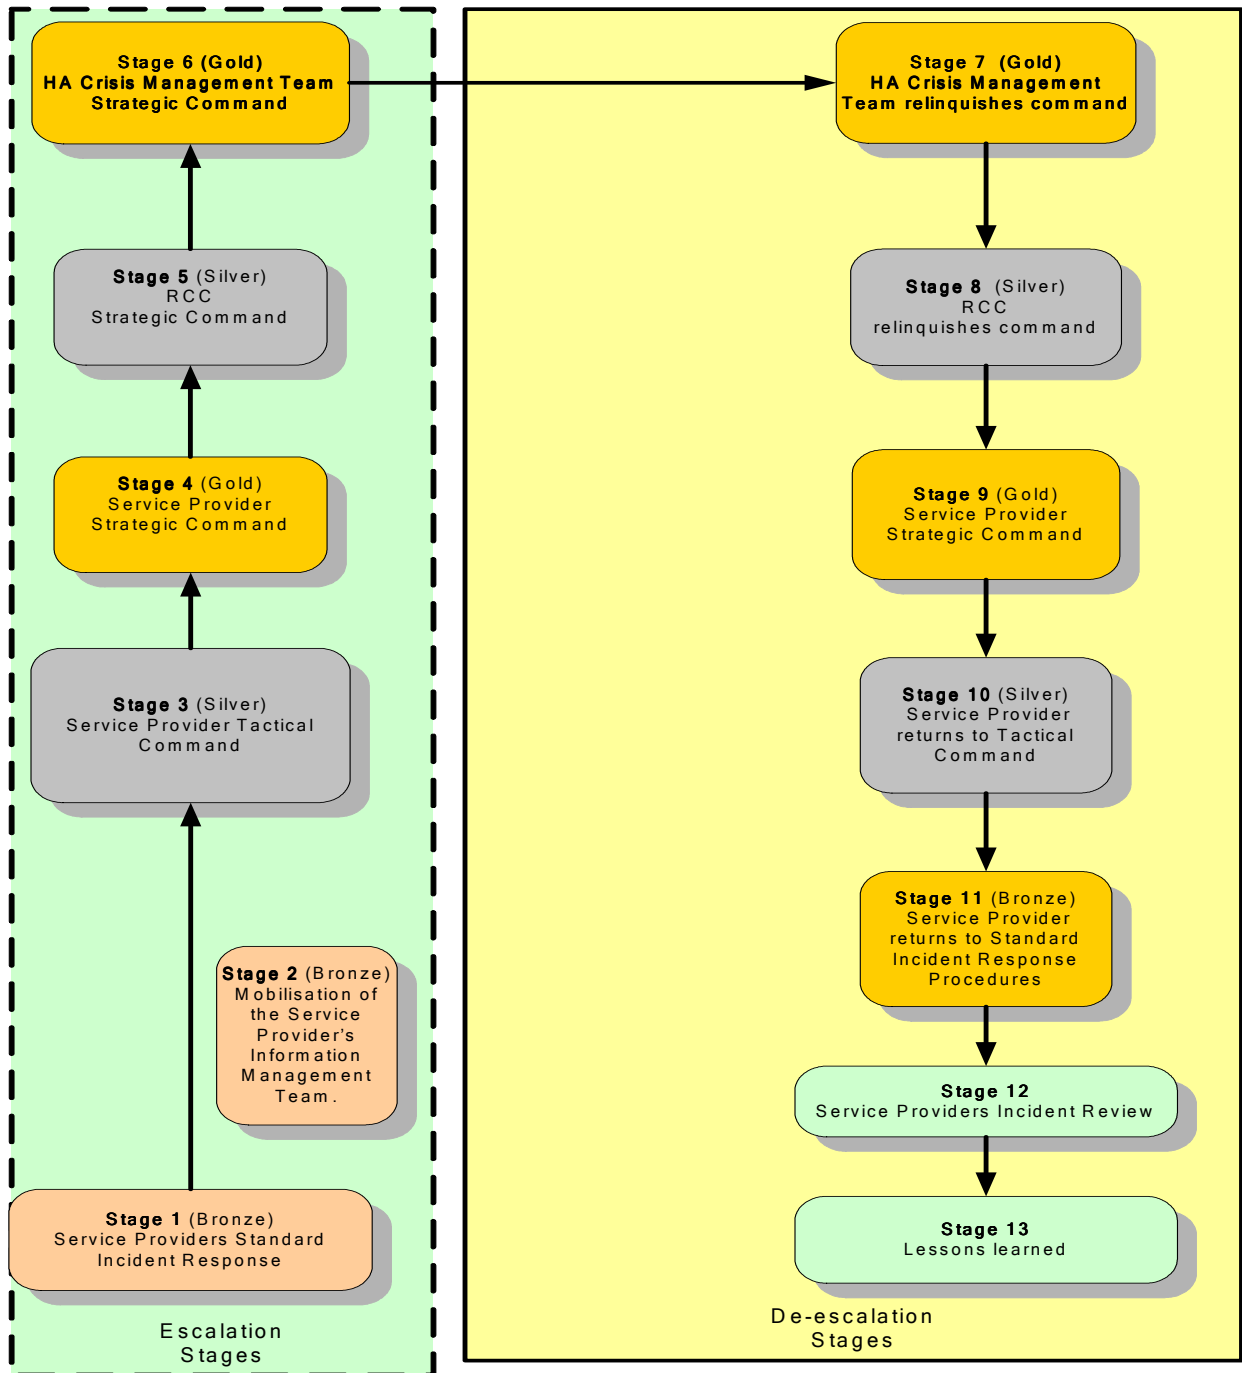 Stage 6 (Gold)
HA Crisis Management Team
Strategic Command
Stage 5 (Silver)
RCC
Strategic Command
Stage 4 (Gold)
Service Provider
Strategic Command
Stage 3 (Silver)
Service Provider Tactical
Command
Stage 2 (Bronze)
Mobilisation of
the Service
Provider's
Information
Management
Team.
Stage 1 (Bronze)
Service Providers Standard
Incident Response
Escalation
Stages
Stage 7 (Gold)
HA Crisis Management
Team relinquishes command
Stage 8 (Silver)
RCC
relinquishes command
Stage 9 (Gold)
Service Provider
Strategic Command
Stage 10 (Silver)
Service Provider
returns to Tactical
Command
Stage 11 (Bronze)
Service Provider
returns to Standard
Incident Response
Procedures
Stage 12
Service Providers Incident Review
Stage 13
Lessons learned
De-escalation
Stages